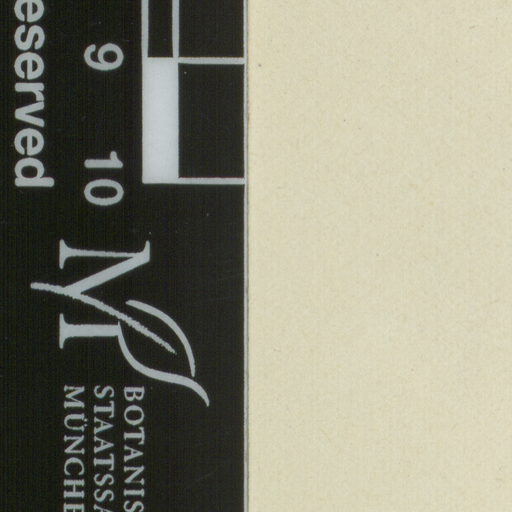 eserved
9 10
M
BOTANIS
STAATSSA
MÜNCHE